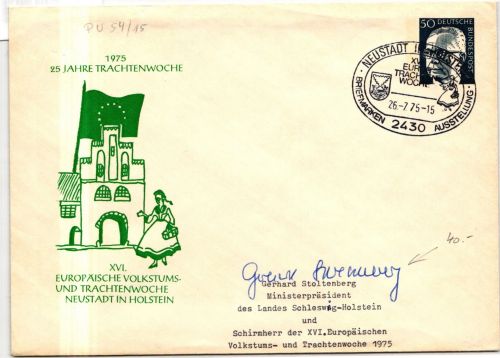 PU 54/15
1975
25 JAHRE TRACHTENWOCHE
50
DEUTSCHE
BUNDESPOST
NEUSTADT
XVI.
EUR
TRACH
WOCHE
26.-7.75-15
BRIEFMARKEN
2430
AUSSTELLUNG
XVI.
EUROPÄISCHE VOLKSTUMS-
UND TRACHTENWOCHE
NEUSTADT IN HOLSTEIN
40.-
Gerhard Stoltenberg
Ministerpräsident
des Landes Schleswig-Holstein
und
Schirmherr der XVI.Europäischen
Volkstums- und Trachtenwoche 1975